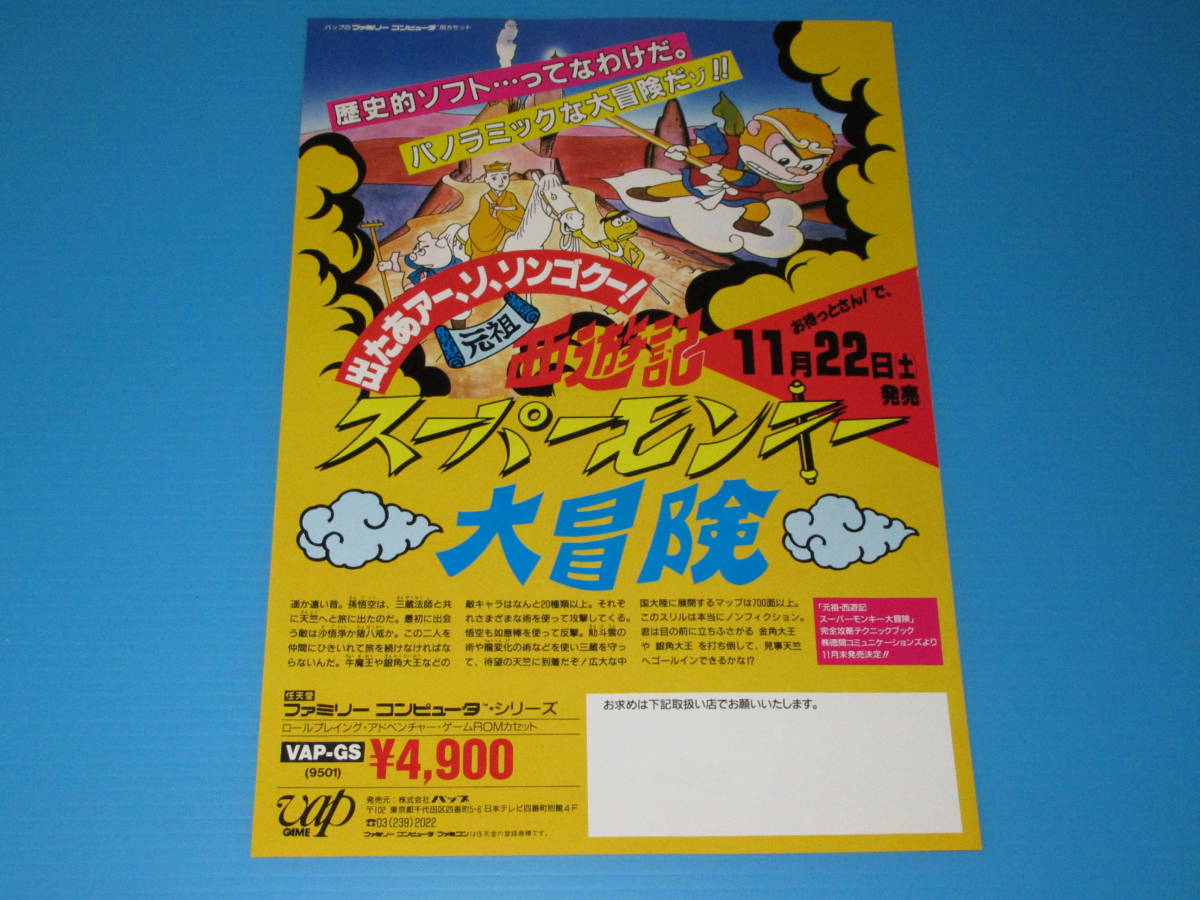 バップのファミリー コンピュータ™用カセット
歴史的ソフト…ってなわけだ。
パノラミックな大冒険だゾ!!
出たあァー、ソ、ソンゴクー!
元祖
西遊記
お待っとさん!で、
11月22日(土)
発売
スーパーモンキー
大冒険
遥か遠い昔。孫悟空は、三蔵法師と共
に天竺へと旅に出たのだ。最初に出会
う敵は沙悟浄か猪八戒か。この二人を
仲間にひきいれて旅を続けなければな
らないんだ。牛魔王や銀角大王などの
敵キャラはなんと20種類以上。それぞ
れさまざまな術を使って攻撃してくる。
悟空も如意棒を使って反撃。觔斗雲の
術や龍変化の術などを使い三蔵を守っ
て、待望の天竺に到着だぞ!広大な中
国大陸に展開するマップは700面以上。
このスリルは本当にノンフィクション。
君は目の前に立ちふさがる 金角大王
や 銀角大王 を打ち倒して、見事天竺
へゴールインできるかな!?
「元祖・西遊記
スーパーモンキー大冒険」
完全攻略テクニックブック
㈱徳間コミュニケーションズより
11月末発売決定!!
任天堂
ファミリー コンピュータ™・シリーズ
ロールプレイング・アドベンチャー・ゲームROMカセット
VAP-GS
(9501)
¥4,900
お求めは下記取扱い店でお願いいたします。
vap
GAME
発売元:株式会社バップ
〒102 東京都千代田区四番町5-6 日本テレビ四番町別館4F
☎03(239)2022
ファミリー コンピュータ ファミコンは任天堂の登録商標です。